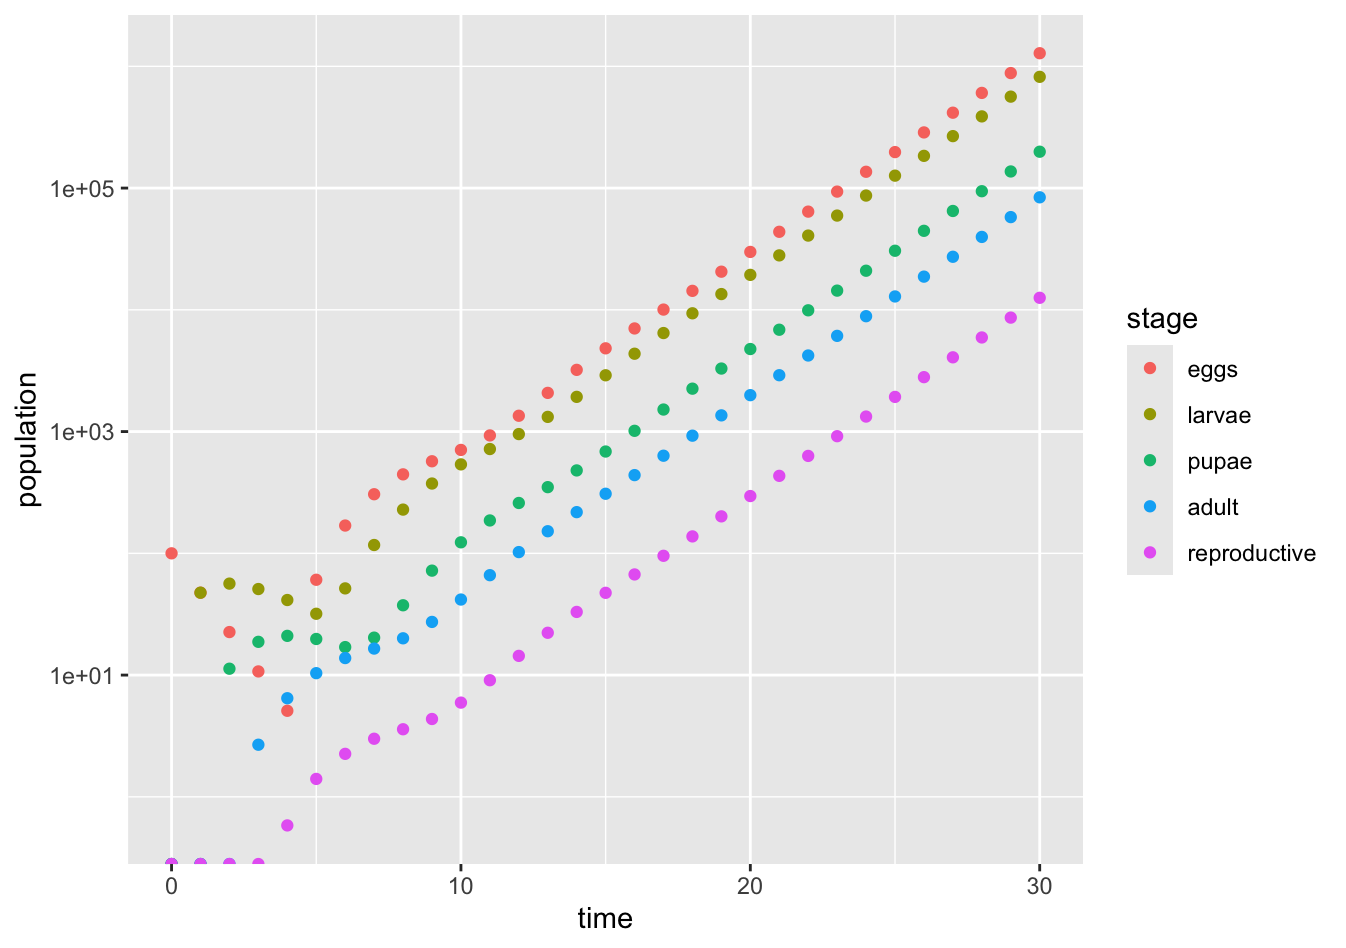 1e+05
1e+03
1e+01
population
0 10 20 30
time
stage
eggs
larvae
pupae
adult
reproductive